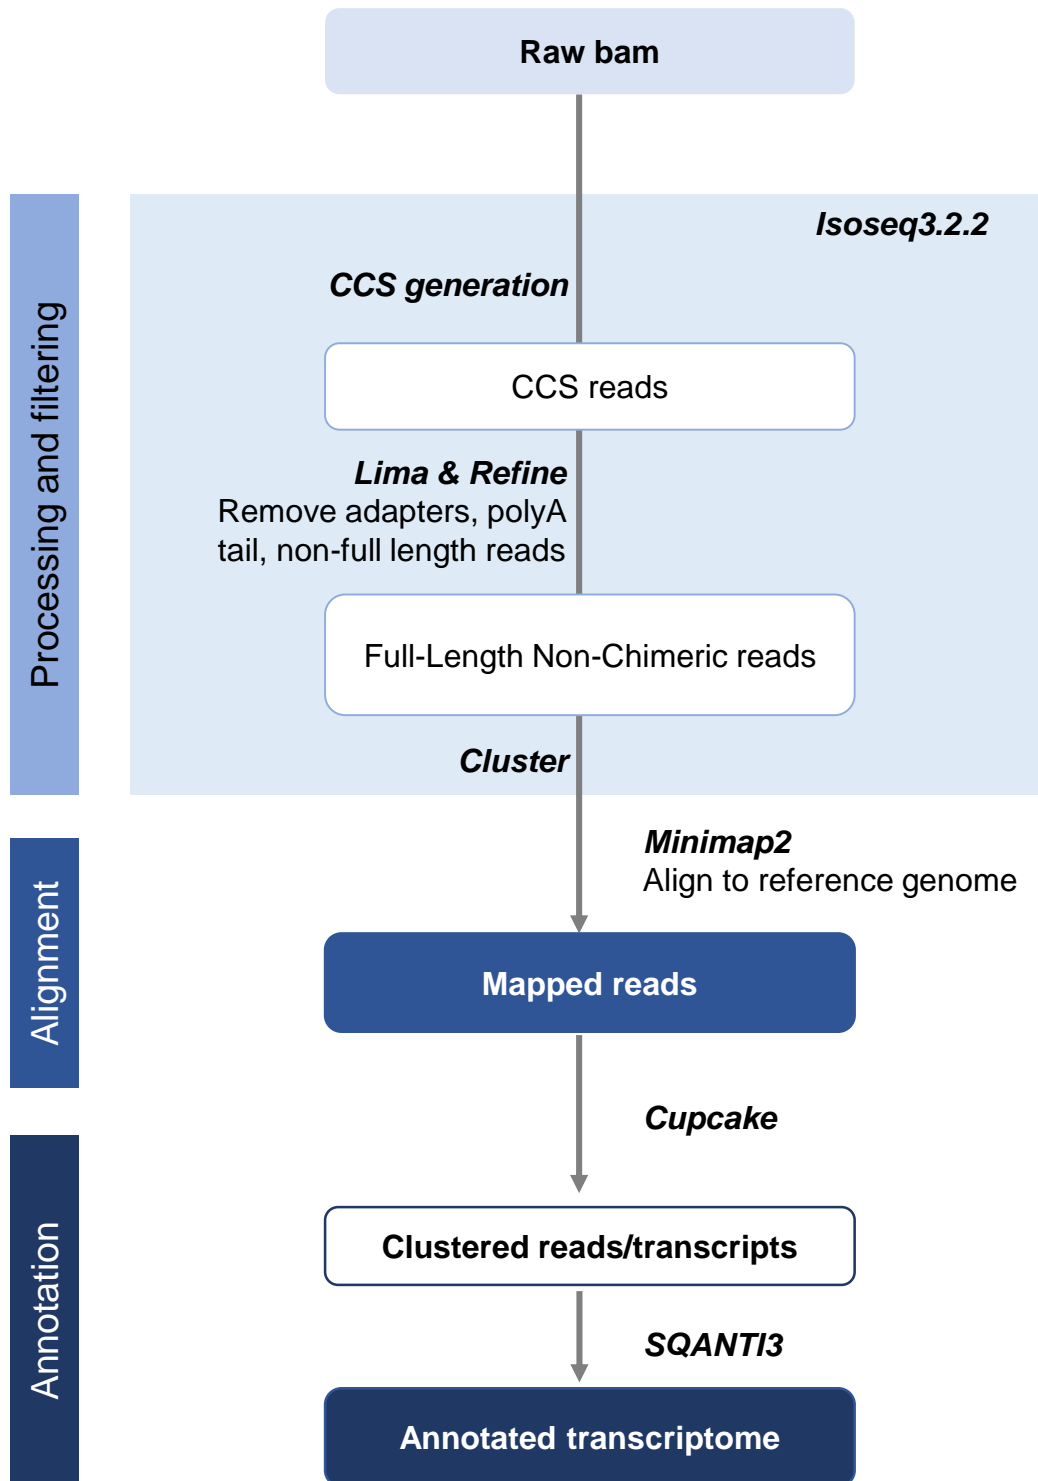 Raw bam
Processing and filtering
Isoseq3.2.2
CCS generation
CCS reads
Lima & Refine
Remove adapters, polyA
tail, non-full length reads
Full-Length Non-Chimeric reads
Cluster
Alignment
Minimap2
Align to reference genome
Mapped reads
Annotation
Cupcake
Clustered reads/transcripts
SQANTI3
Annotated transcriptome